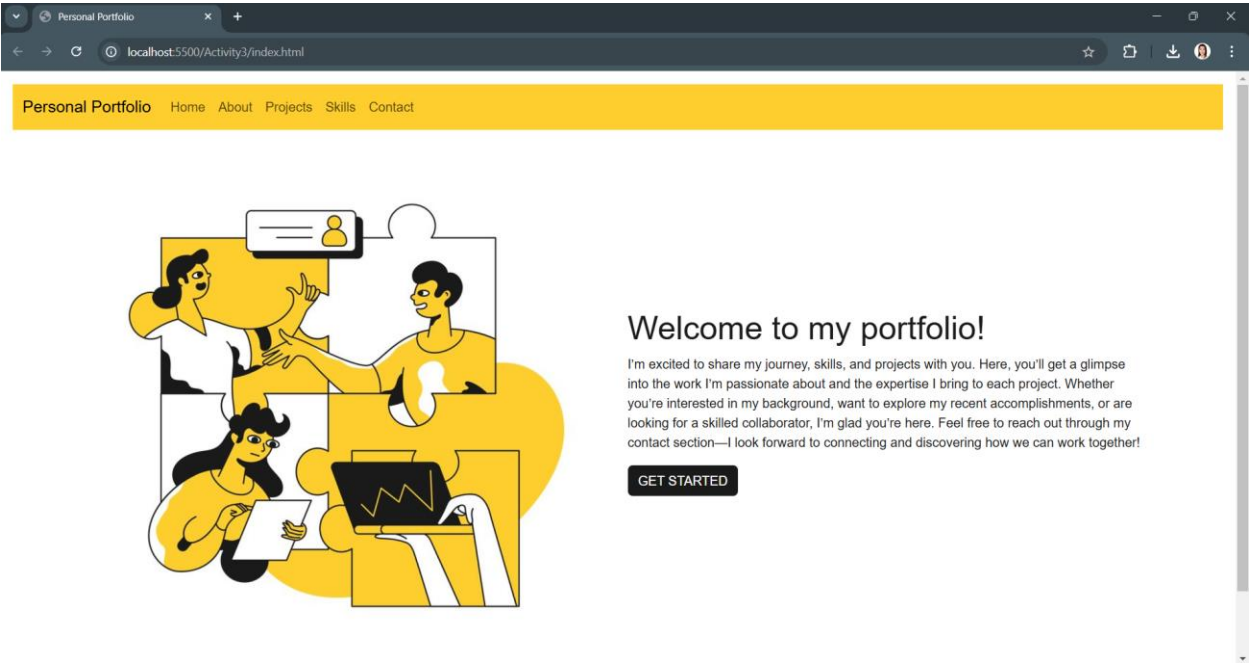 Personal Portfolio
localhost:5500/Activity3/index.html
Personal Portfolio Home About Projects Skills Contact
Welcome to my portfolio!
I'm excited to share my journey, skills, and projects with you. Here, you'll get a glimpse
into the work I'm passionate about and the expertise I bring to each project. Whether
you're interested in my background, want to explore my recent accomplishments, or are
looking for a skilled collaborator, I'm glad you're here. Feel free to reach out through my
contact section—I look forward to connecting and discovering how we can work together!
GET STARTED